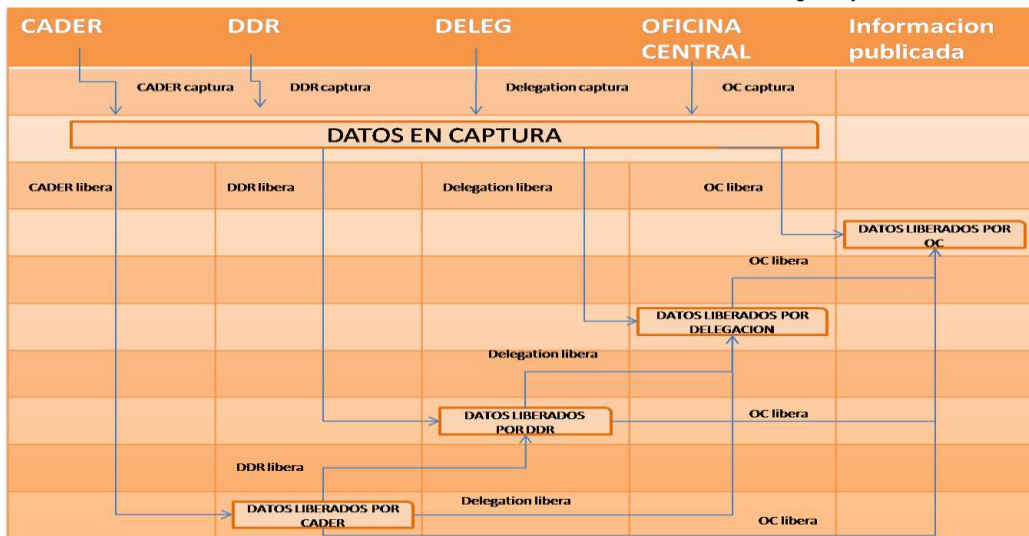 CADER
DDR
DELEG
OFICINA
CENTRAL
Informacion
publicada
CADER captura
DDR captura
Delegation captura
OC captura
DATOS EN CAPTURA
CADER libera
DDR libera
Delegation libera
OC libera
DATOS LIBERADOS POR
OC
OC libera
DATOS LIBERADOS POR
DELEGACION
Delegation libera
DATOS LIBERADOS
POR DDR
OC libera
DDR libera
Delegation libera
DATOS LIBERADOS POR
CADER
OC libera